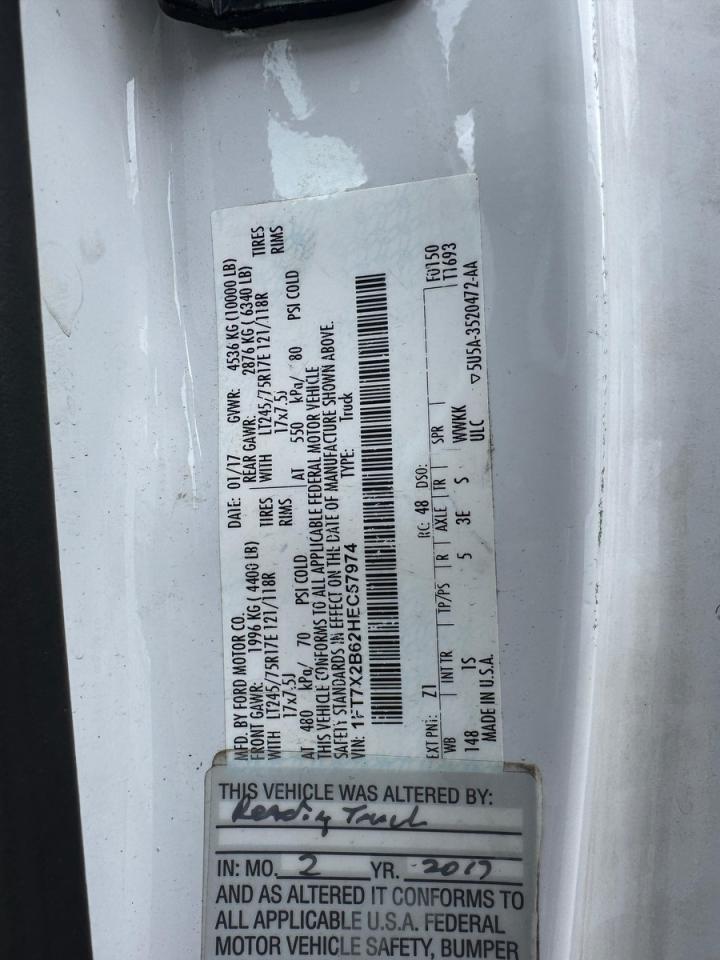 MFD. BY FORD MOTOR CO.
DATE: 01/17 GVWR: 4536 KG (10000 LB)
FRONT GAWR: 1996 KG ( 4400 LB)
REAR GAWR: 2876 KG ( 6340 LB)
LT245/75R17E 121/118R TIRES
WITH LT245/75R17E 121/118R TIRES
17x7.5J RIMS
17x7.5J RIMS
AT 480 kPa/ 70 PSI COLD
AT 550 kPa/ 80 PSI COLD
THIS VEHICLE CONFORMS TO ALL APPLICABLE FEDERAL MOTOR VEHICLE
SAFETY STANDARDS IN EFFECT ON THE DATE OF MANUFACTURE SHOWN ABOVE.
VIN: 1FT7X2B62HEC57974 TYPE: Truck
F0150
T1693
EXT PNT: Z1 RC: 48 DSO:
WB INT TR TP/PS R AXLE TR SPR
148 TS 5 3E S WWKK
MADE IN U.S.A. ULC
▽5U5A-3520472-AA
THIS VEHICLE WAS ALTERED BY:
Reading Truck
IN: MO. 2 YR. 2017
AND AS ALTERED IT CONFORMS TO
ALL APPLICABLE U.S.A. FEDERAL
MOTOR VEHICLE SAFETY, BUMPER